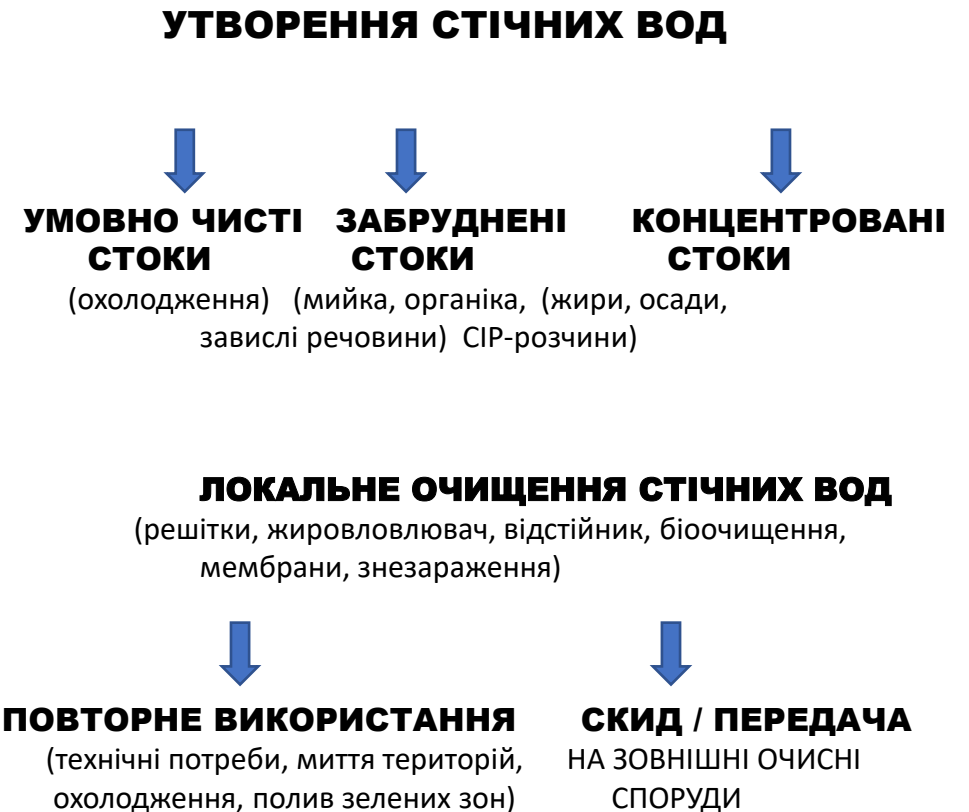 УТВОРЕННЯ СТІЧНИХ ВОД
УМОВНО ЧИСТІ ЗАБРУДНЕНІ КОНЦЕНТРОВАНІ
СТОКИ СТОКИ СТОКИ
(охолодження) (мийка, органіка, (жири, осади,
завислі речовини) CIP-розчини)
ЛОКАЛЬНЕ ОЧИЩЕННЯ СТІЧНИХ ВОД
(решітки, жировловлювач, відстійник, біоочищення,
мембрани, знезараження)
ПОВТОРНЕ ВИКОРИСТАННЯ СКИД / ПЕРЕДАЧА
(технічні потреби, миття територій, НА ЗОВНІШНІ ОЧИСНІ
охолодження, полив зелених зон) СПОРУДИ